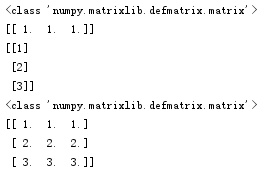 <class 'numpy.matrixlib.defmatrix.matrix'>
[[ 1.  1.  1.]]
[[1]
 [2]
 [3]]
<class 'numpy.matrixlib.defmatrix.matrix'>
[[ 1.  1.  1.]
 [ 2.  2.  2.]
 [ 3.  3.  3.]]